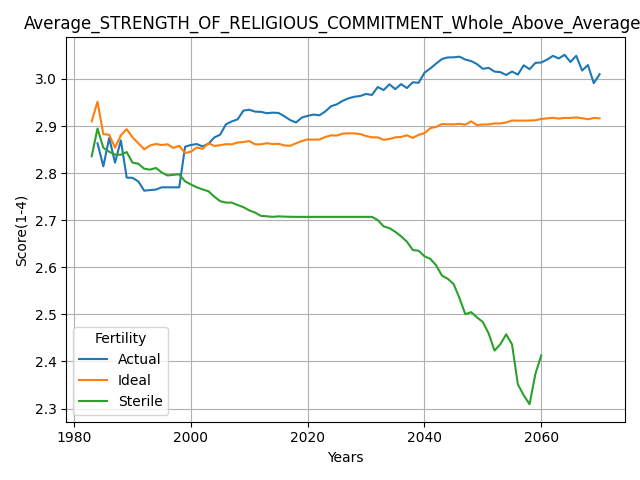 Average_STRENGTH_OF_RELIGIOUS_COMMITMENT_Whole_Above_Average
3.0
2.9
2.8
2.7
2.6
2.5
2.4
2.3
Score(1-4)
Fertility
Actual
Ideal
Sterile
1980
2000
2020
2040
2060
Years